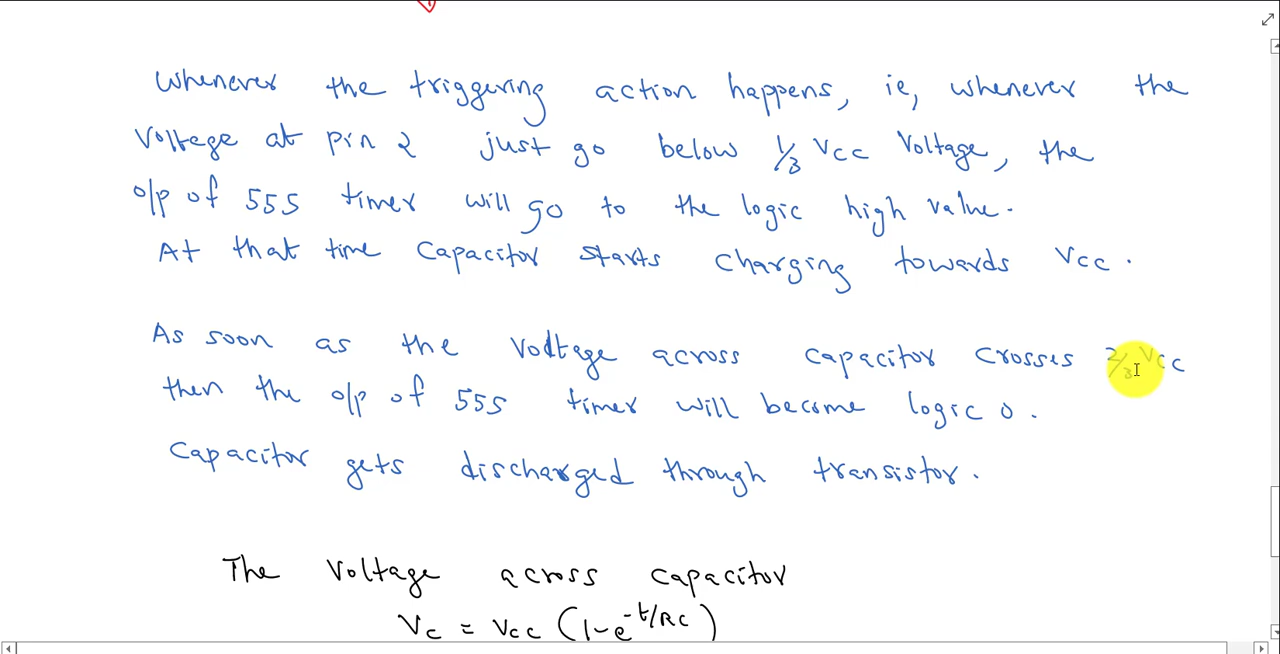 Whenever the triggering action happens, ie, whenever the
Voltage at pin 2 just go below 1/3 VCC Voltage, the
o/p of 555 timer will go to the logic high value.
At that time capacitor starts charging towards VCC.
As soon as the Vodtage across capacitor crosses 2/3 VCC
then the o/p of 555 timer will become logic 0.
Capacitor gets discharged through transistor.
The Voltage across capacitor
Vc = Vcc (1-e^-t/RC)